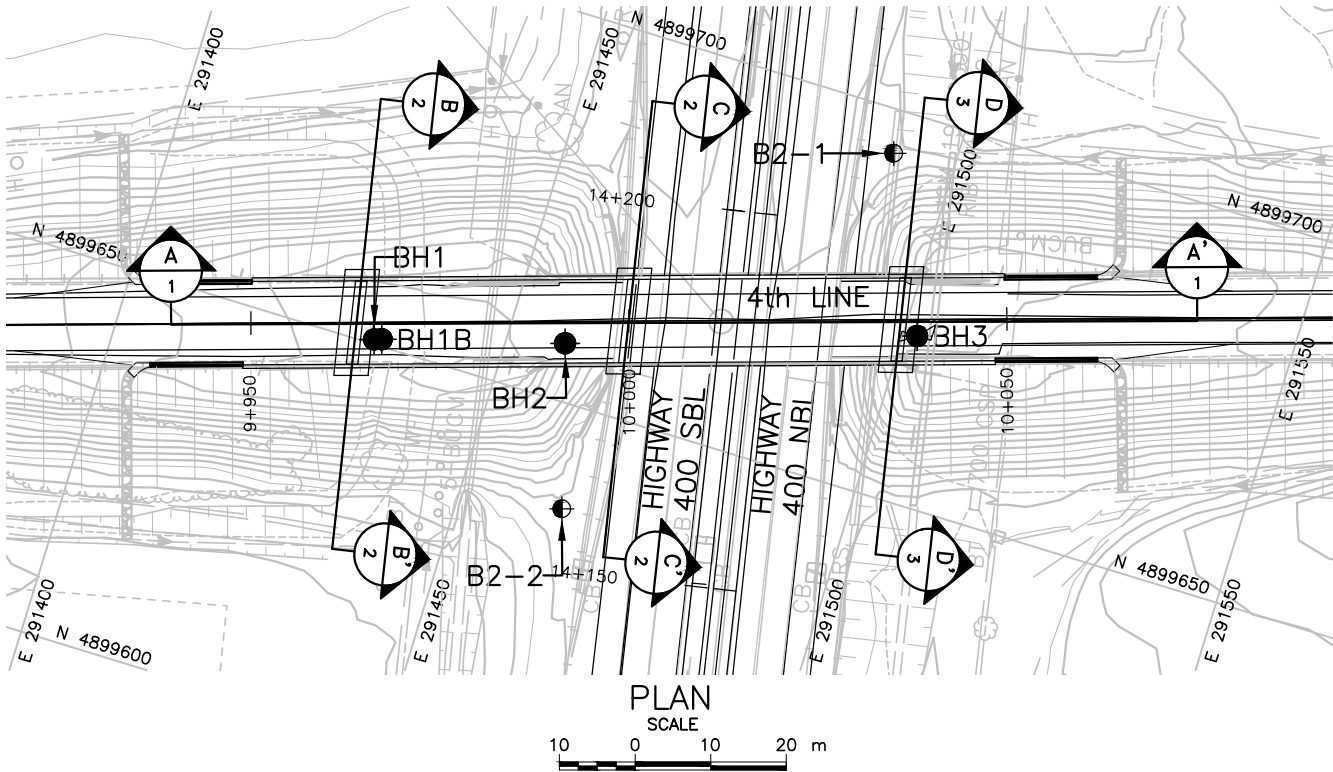 N 4899700
E 291400
E 291450
B
2
C
2
D
3
B2-1
E 291500
14+200
N 4899700
N 4899650
A
1
BH1
BUCM
A'
1
4th LINE
BH1B
BH3
BH2
9+950
10+000
10+050
E 291550
HIGHWAY
400 SBL
HIGHWAY
400 NBL
B'
2
C'
2
D'
3
B2-2
14+150
N 4899650
E 291400
E 291450
E 291500
E 291550
N 4899600
PLAN
SCALE
10 0 10 20 m